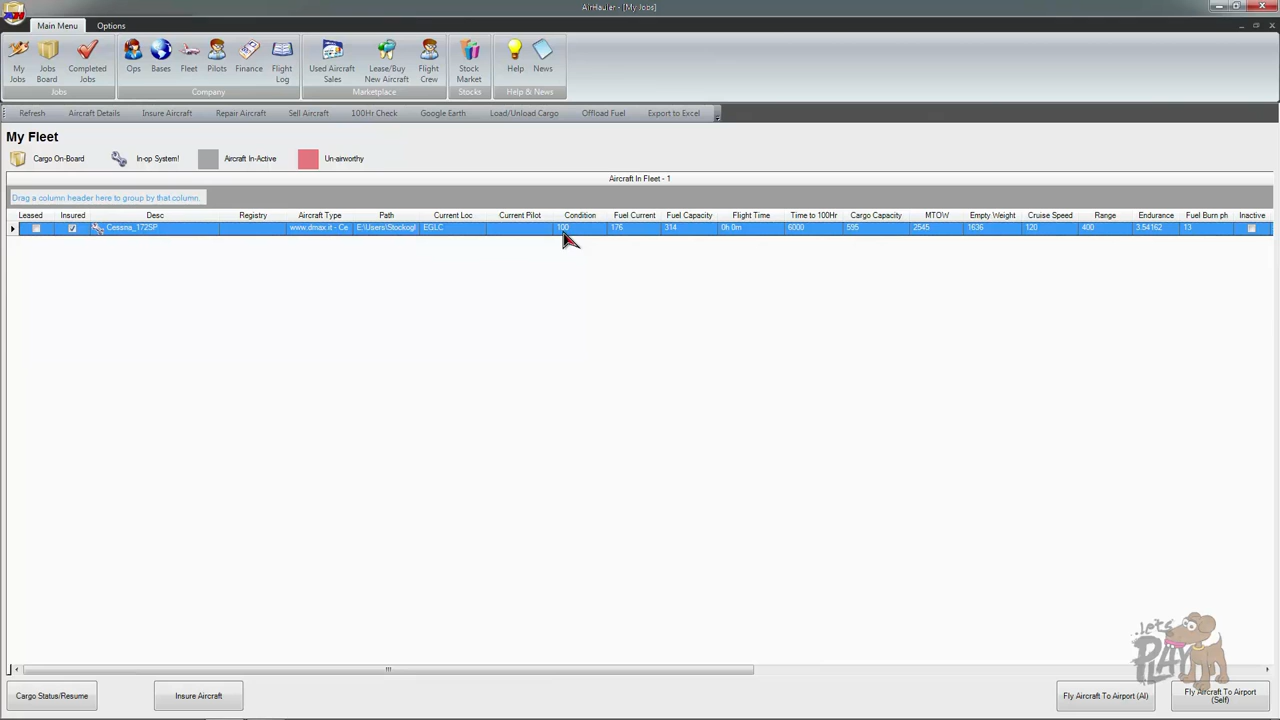 AirHauler - [My Jobs]
Main Menu Options
My Jobs
Jobs Board
Completed Jobs
Ops
Bases
Fleet
Pilots
Finance
Flight Log
Used Aircraft Sales
Lease/Buy New Aircraft
Flight Crew
Stock Market
Help
News
Jobs Company Marketplace Stocks Help & News
Refresh Aircraft Details Insure Aircraft Repair Aircraft Sell Aircraft 100Hr Check Google Earth Load/Unload Cargo Offload Fuel Export to Excel
My Fleet
Cargo On-Board In-op System! Aircraft In-Active Un-airworthy
Aircraft In Fleet - 1
Drag a column header here to group by that column.
Leased Insured Desc Registry Aircraft Type Path Current Loc Current Pilot Condition Fuel Current Fuel Capacity Flight Time Time to 100Hr Cargo Capacity MTOW Empty Weight Cruise Speed Range Endurance Fuel Burn ph Inactive
Cessna_172SP www.dmax.it - Ce E:\Users\Stockogl EGLC 100 176 314 0h 0m 6000 595 2545 1636 120 400 3.54162 13
Cargo Status/Resume Insure Aircraft Fly Aircraft To Airport (AI) Fly Aircraft To Airport (Self)
..lets PLAY